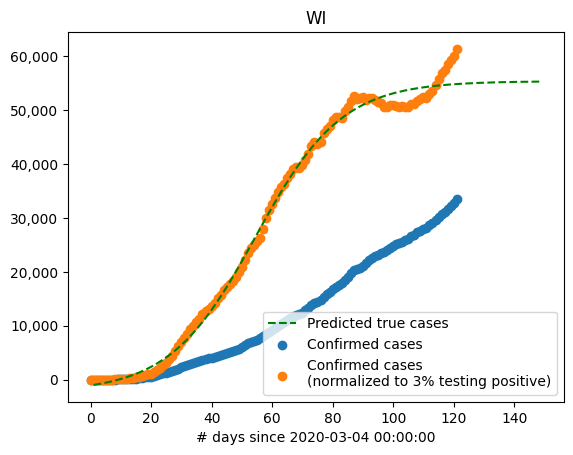 WI
60,000
50,000
40,000
30,000
20,000
10,000
0
Predicted true cases
Confirmed cases
Confirmed cases
(normalized to 3% testing positive)
0 20 40 60 80 100 120 140
# days since 2020-03-04 00:00:00